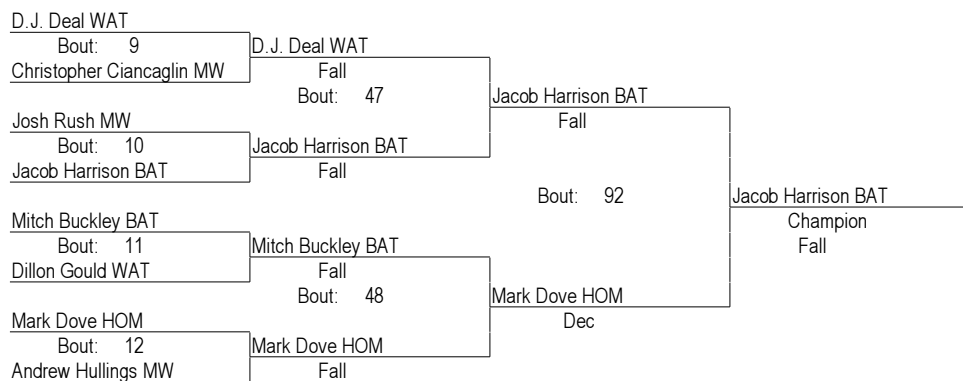 D.J. Deal WAT
Bout: 9
D.J. Deal WAT
Christopher Ciancaglin MW
Fall
Bout: 47
Jacob Harrison BAT
Josh Rush MW
Fall
Bout: 10
Jacob Harrison BAT
Jacob Harrison BAT
Fall
Bout: 92
Jacob Harrison BAT
Mitch Buckley BAT
Champion
Bout: 11
Mitch Buckley BAT
Fall
Dillon Gould WAT
Fall
Bout: 48
Mark Dove HOM
Mark Dove HOM
Dec
Bout: 12
Mark Dove HOM
Andrew Hullings MW
Fall